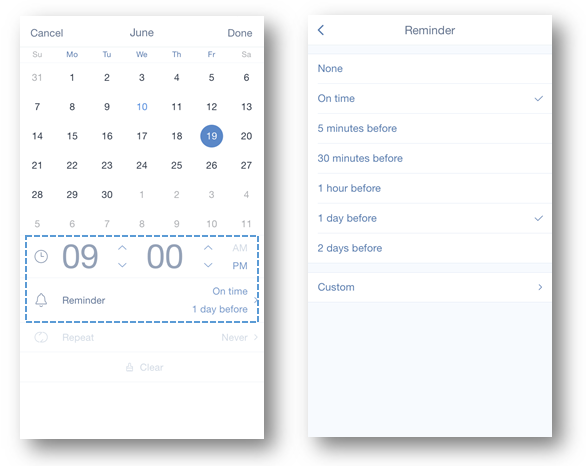 Cancel June Done
Su Mo Tu We Th Fr Sa
31 1 2 3 4 5 6
7 8 9 10 11 12 13
14 15 16 17 18 19 20
21 22 23 24 25 26 27
28 29 30 1 2 3 4
5 6 7 8 9 10 11
09 00 AM
PM
Reminder On time
1 day before
Repeat Never
Clear
Reminder
None
On time
5 minutes before
30 minutes before
1 hour before
1 day before
2 days before
Custom